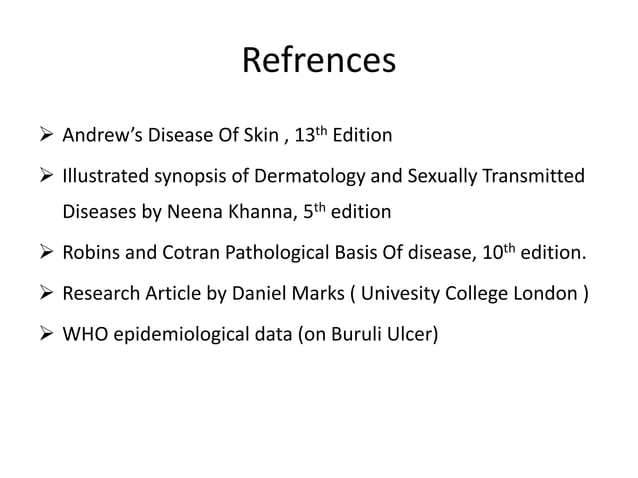 Refrences
➢ Andrew's Disease Of Skin , 13th Edition
➢ Illustrated synopsis of Dermatology and Sexually Transmitted
Diseases by Neena Khanna, 5th edition
➢ Robins and Cotran Pathological Basis Of disease, 10th edition.
➢ Research Article by Daniel Marks ( Univesity College London )
➢ WHO epidemiological data (on Buruli Ulcer)